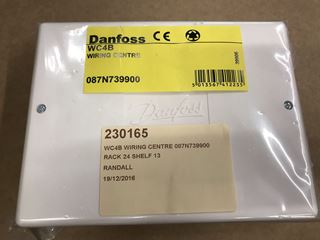 Danfoss CE
WC4B
WIRING CENTRE
087N739900
5013567412255
Danfoss
230165
WC4B WIRING CENTRE 087N739900
RACK 24 SHELF 13
RANDALL
19/12/2016